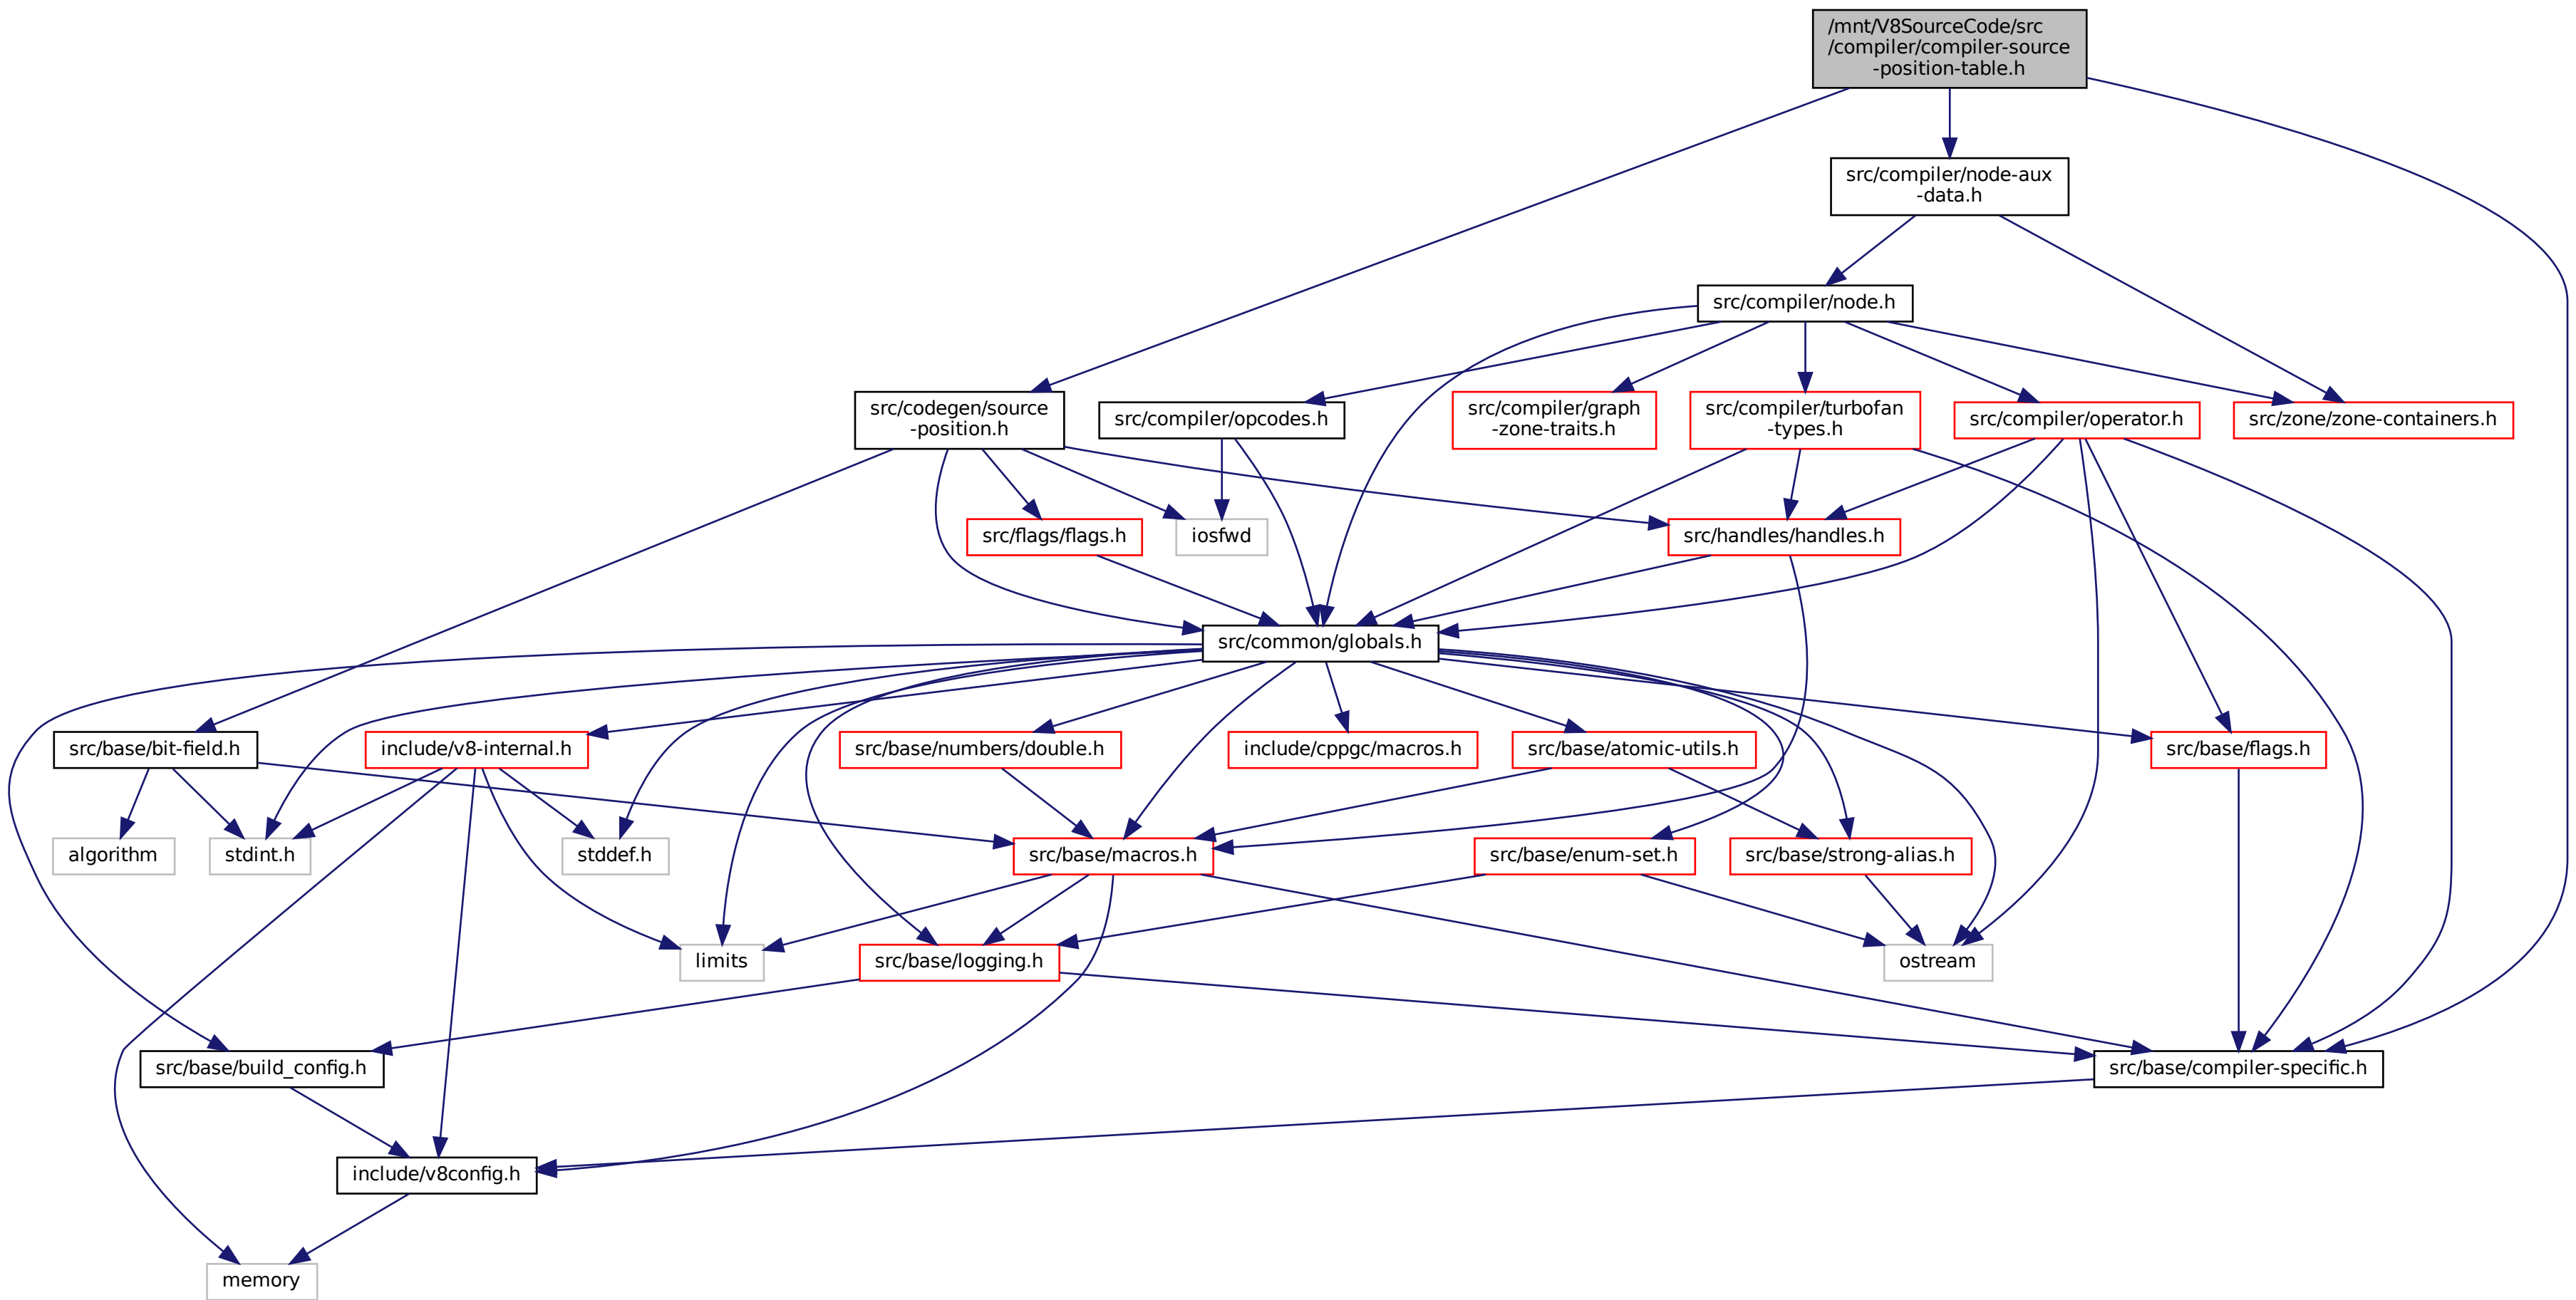 /mnt/V8SourceCode/src
/compiler/compiler-source
-position-table.h
src/compiler/node-aux
-data.h
src/compiler/node.h
src/codegen/source
-position.h
src/compiler/opcodes.h
src/compiler/graph
-zone-traits.h
src/compiler/turbofan
-types.h
src/compiler/operator.h
src/zone/zone-containers.h
src/flags/flags.h
iosfwd
src/handles/handles.h
src/common/globals.h
src/base/bit-field.h
include/v8-internal.h
src/base/numbers/double.h
include/cppgc/macros.h
src/base/atomic-utils.h
src/base/flags.h
algorithm
stdint.h
stddef.h
src/base/macros.h
src/base/enum-set.h
src/base/strong-alias.h
limits
src/base/logging.h
ostream
src/base/build_config.h
src/base/compiler-specific.h
include/v8config.h
memory